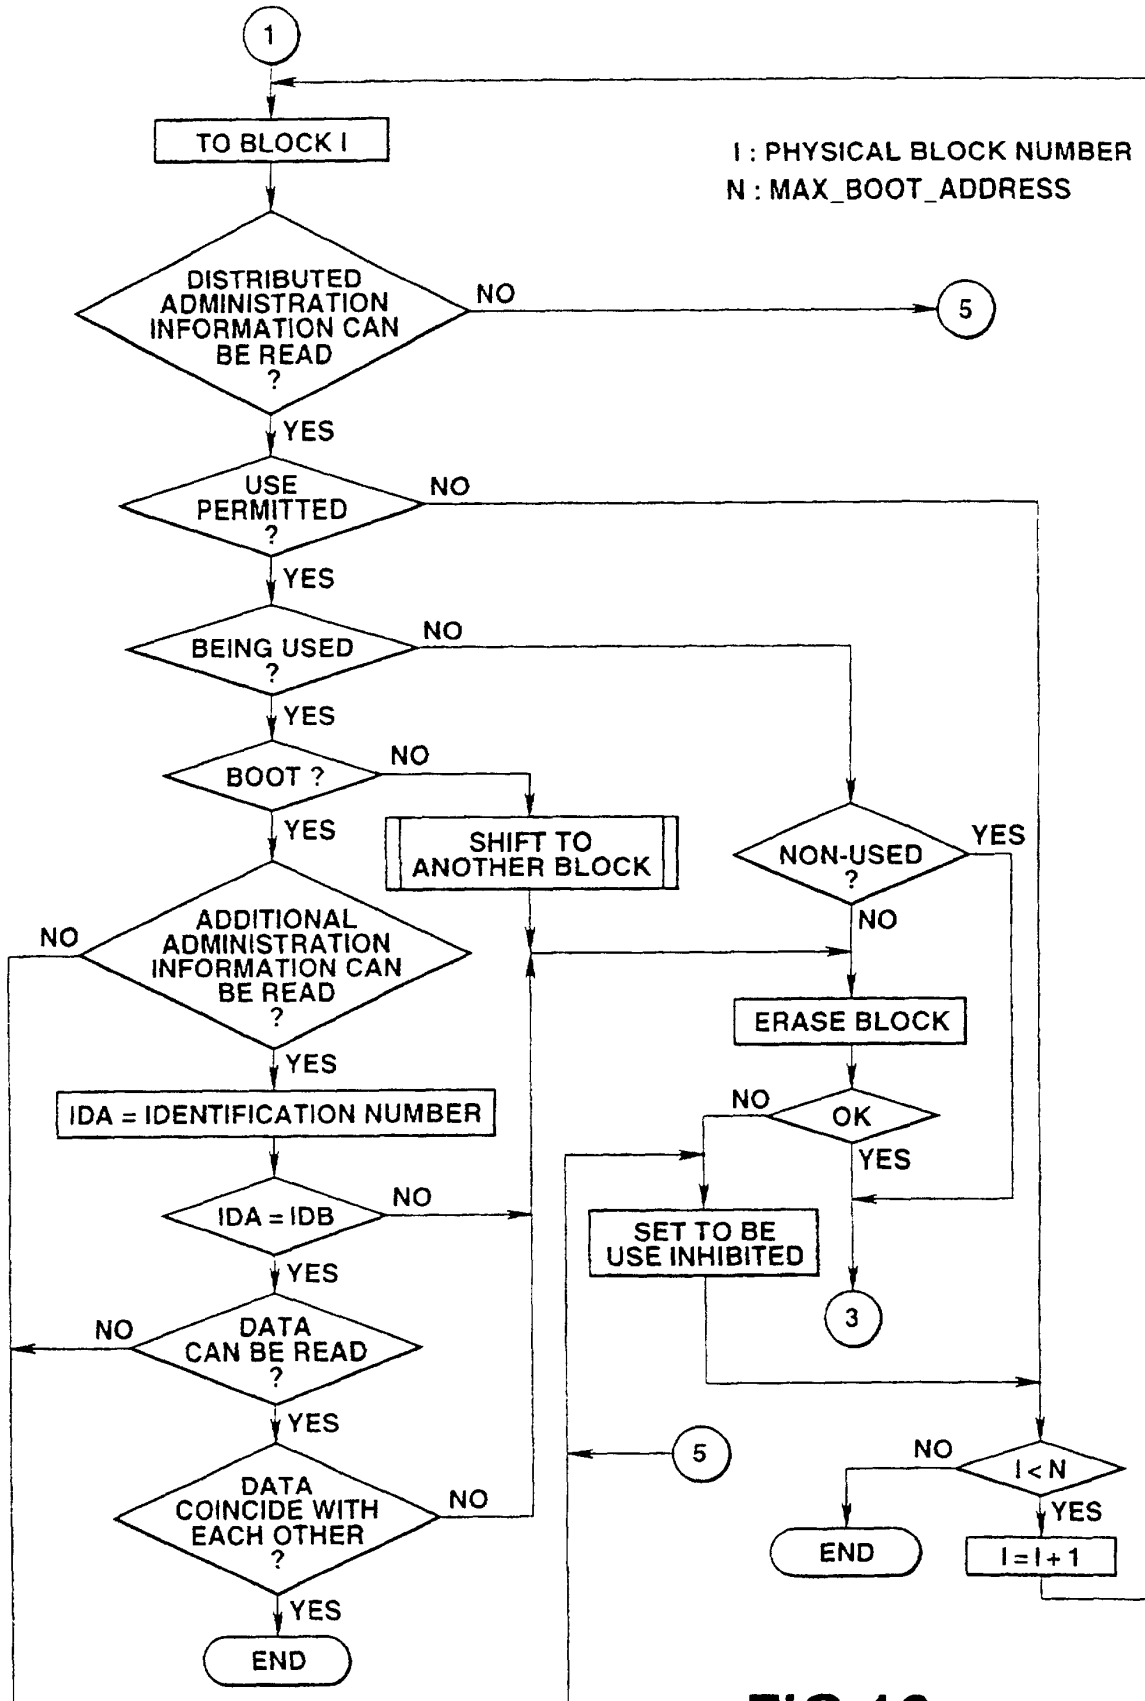 1
TO BLOCK I
I : PHYSICAL BLOCK NUMBER
N : MAX_BOOT_ADDRESS
DISTRIBUTED
ADMINISTRATION
INFORMATION CAN
BE READ
?
NO
5
YES
USE
PERMITTED
?
NO
YES
BEING USED
?
NO
YES
BOOT ?
NO
YES
SHIFT TO
ANOTHER BLOCK
NON-USED
?
YES
NO
ADDITIONAL
ADMINISTRATION
INFORMATION CAN
BE READ
?
NO
YES
ERASE BLOCK
IDA = IDENTIFICATION NUMBER
OK
NO
YES
IDA = IDB
NO
YES
SET TO BE
USE INHIBITED
3
DATA
CAN BE READ
?
NO
YES
5
I < N
NO
YES
DATA
COINCIDE WITH
EACH OTHER
?
NO
YES
END
I = I + 1
END